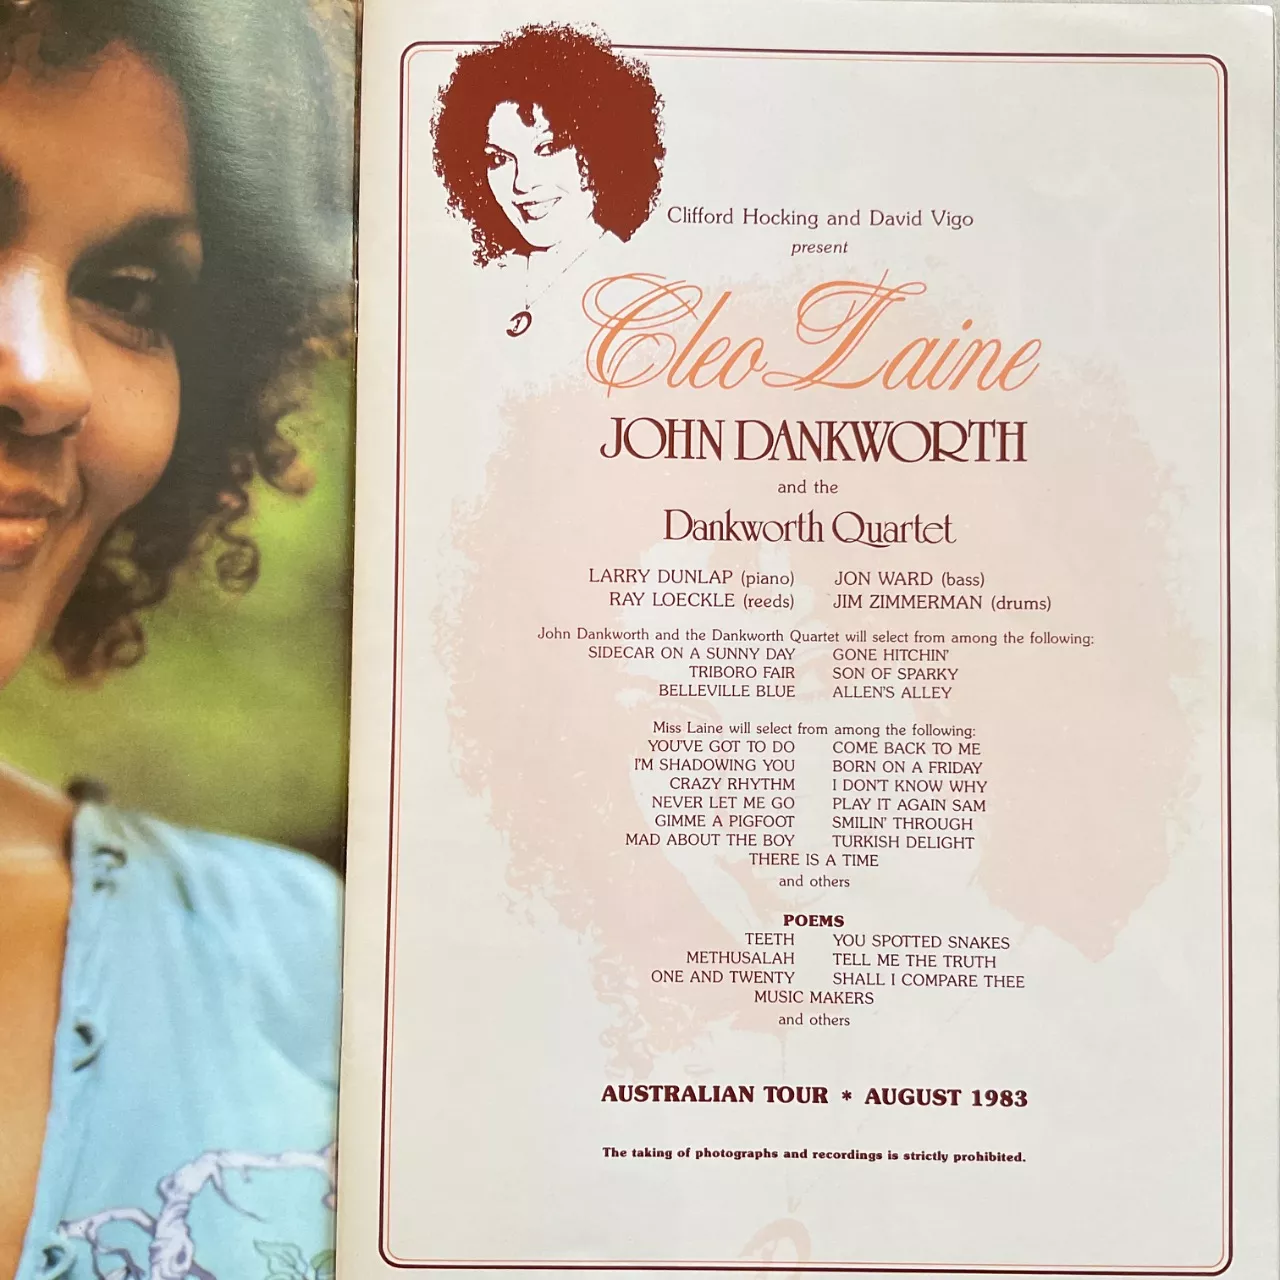 Clifford Hocking and David Vigo
present
D
Cleo Laine
JOHN DANKWORTH
and the
Dankworth Quartet
LARRY DUNLAP (piano) JON WARD (bass)
RAY LOECKLE (reeds) JIM ZIMMERMAN (drums)
John Dankworth and the Dankworth Quartet will select from among the following:
SIDECAR ON A SUNNY DAY GONE HITCHIN'
TRIBORO FAIR SON OF SPARKY
BELLEVILLE BLUE ALLEN'S ALLEY
Miss Laine will select from among the following:
YOU'VE GOT TO DO COME BACK TO ME
I'M SHADOWING YOU BORN ON A FRIDAY
CRAZY RHYTHM I DON'T KNOW WHY
NEVER LET ME GO PLAY IT AGAIN SAM
GIMME A PIGFOOT SMILIN' THROUGH
MAD ABOUT THE BOY TURKISH DELIGHT
THERE IS A TIME
and others
POEMS
TEETH YOU SPOTTED SNAKES
METHUSALAH TELL ME THE TRUTH
ONE AND TWENTY SHALL I COMPARE THEE
MUSIC MAKERS
and others
AUSTRALIAN TOUR * AUGUST 1983
The taking of photographs and recordings is strictly prohibited.